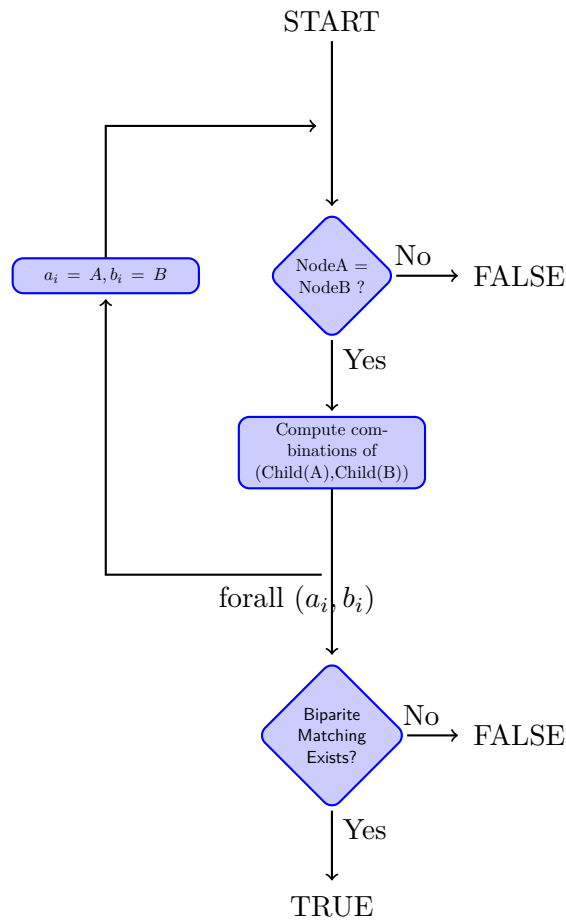 START
NodeA =
NodeB ?
No
FALSE
a_i = A, b_i = B
Yes
Compute com-
binations of
(Child(A),Child(B))
forall (a_i, b_i)
Biparite
Matching
Exists?
No
FALSE
Yes
TRUE